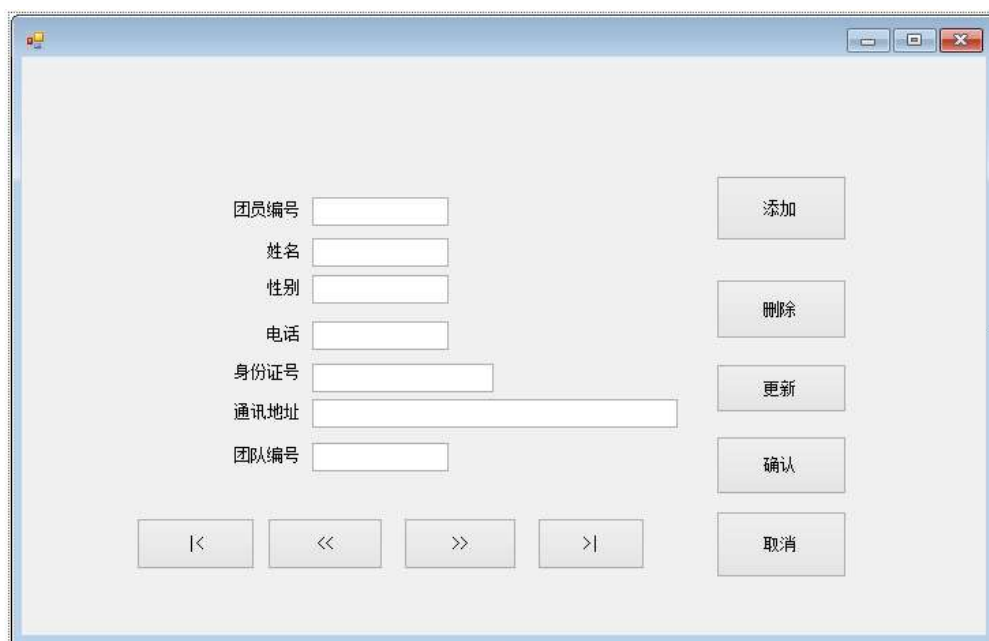 团员编号
添加
姓名
性别
删除
电话
身份证号
更新
通讯地址
团队编号
确认
|<
<<
>>
>|
取消